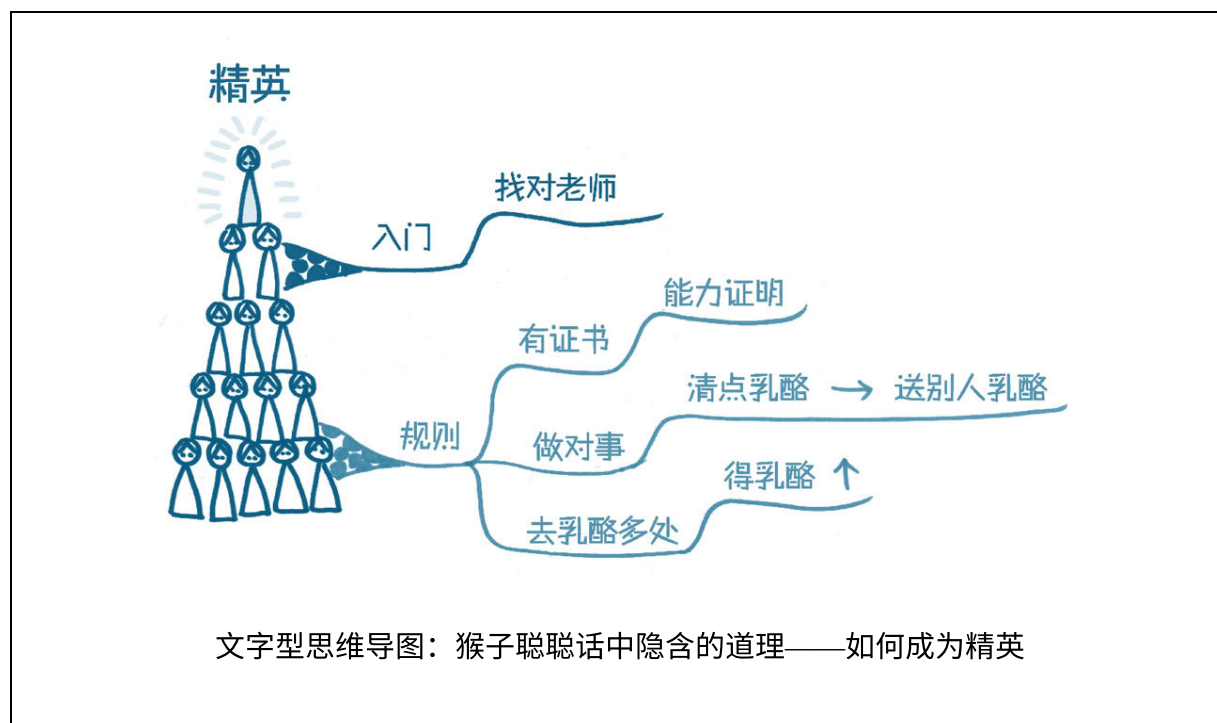 精英
入门
找对老师
规则
有证书
能力证明
做对事
清点乳酪 → 送别人乳酪
去乳酪多处
得乳酪 ↑
文字型思维导图：猴子聪聪话中隐含的道理——如何成为精英